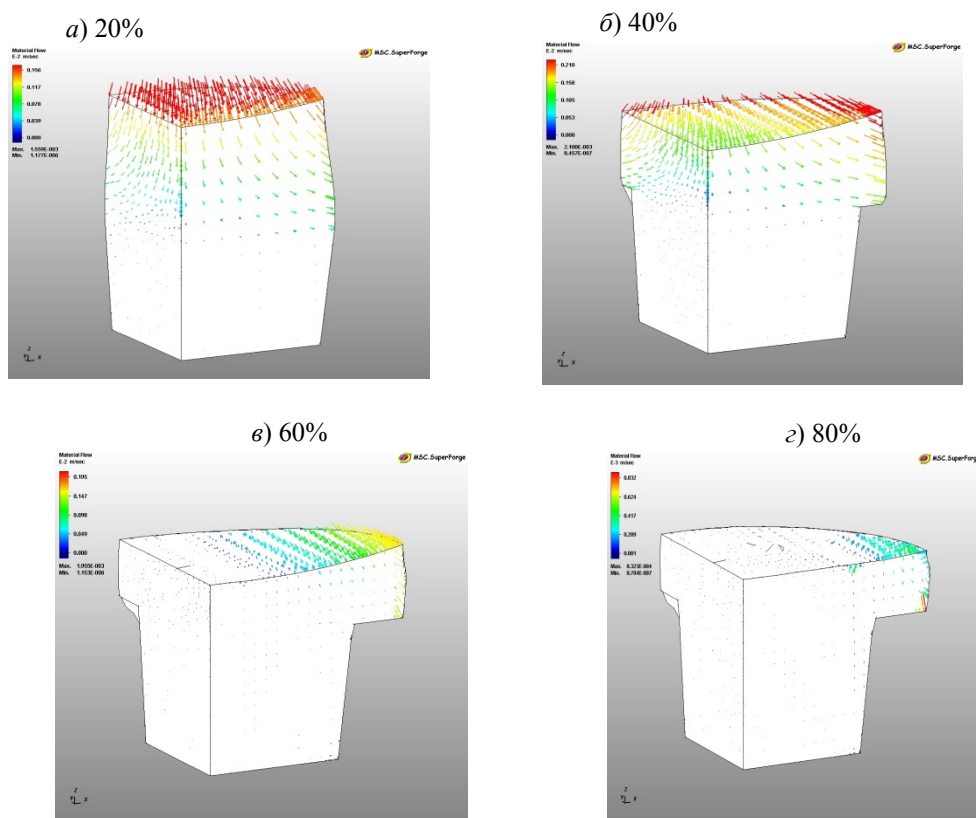 а) 20%
Material Flow
E-2 m/sec
0.156
0.117
0.078
0.039
0.000
Max. 1.559E-003
Min. 1.177E-006
MSC.SuperForge
Z
Y X
б) 40%
Material Flow
E-2 m/sec
0.210
0.158
0.105
0.053
0.000
Max. 2.100E-003
Min. 8.457E-007
MSC.SuperForge
Z
Y X
в) 60%
Material Flow
E-2 m/sec
0.195
0.147
0.098
0.049
0.000
Max. 1.955E-003
Min. 1.153E-006
MSC.SuperForge
Z
Y X
г) 80%
Material Flow
E-3 m/sec
0.832
0.624
0.417
0.209
0.001
Max. 8.323E-004
Min. 8.704E-007
MSC.SuperForge
Z
Y X